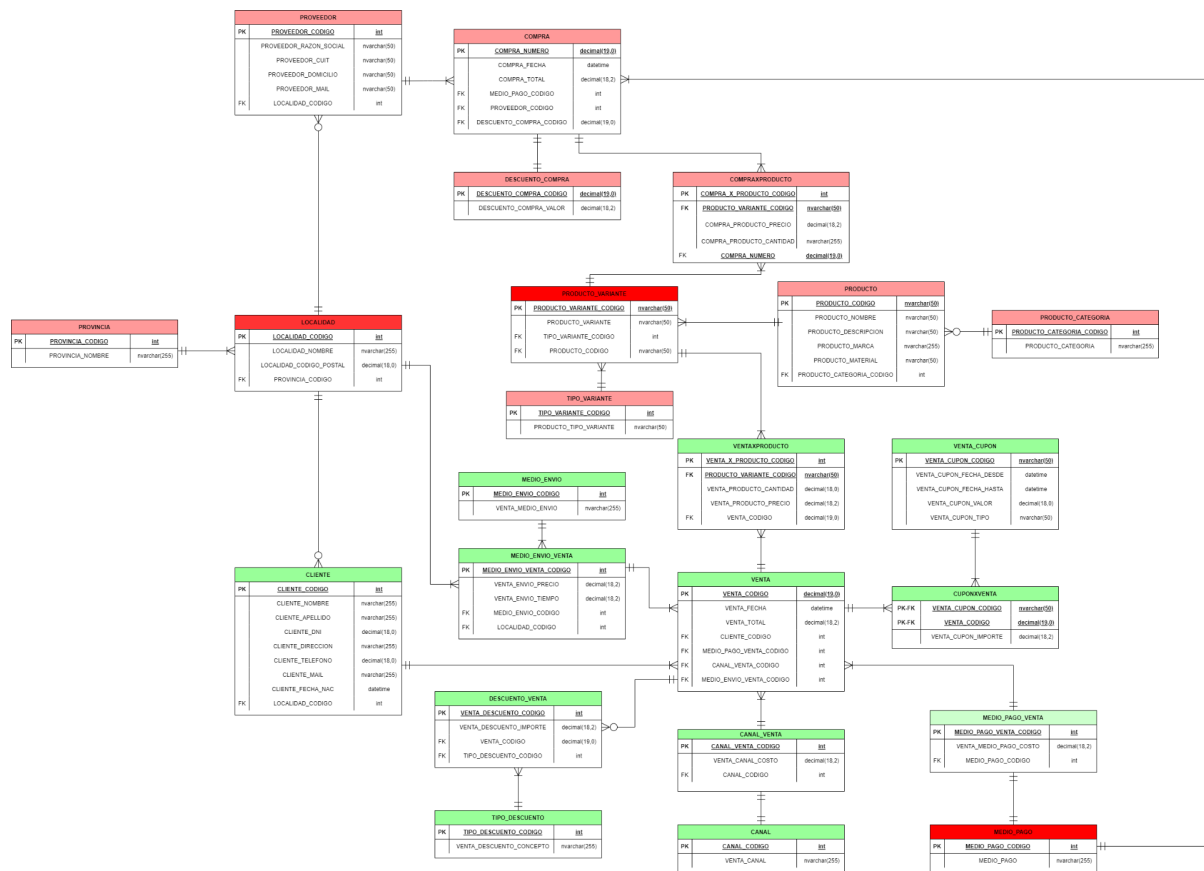 PROVEEDOR
PK PROVEEDOR_CODIGO int
PROVEEDOR_RAZON_SOCIAL nvarchar(50)
PROVEEDOR_CUIT nvarchar(50)
PROVEEDOR_DOMICILIO nvarchar(50)
PROVEEDOR_MAIL nvarchar(50)
FK LOCALIDAD_CODIGO int
COMPRA
PK COMPRA_NUMERO decimal(19,0)
COMPRA_FECHA datetime
COMPRA_TOTAL decimal(18,2)
FK MEDIO_PAGO_CODIGO int
FK PROVEEDOR_CODIGO int
FK DESCUENTO_COMPRA_CODIGO decimal(19,0)
DESCUENTO_COMPRA
PK DESCUENTO_COMPRA_CODIGO decimal(19,0)
DESCUENTO_COMPRA_VALOR decimal(18,2)
COMPRAXPRODUCTO
PK COMPRA_X_PRODUCTO_CODIGO int
FK PRODUCTO_VARIANTE_CODIGO nvarchar(50)
COMPRA_PRODUCTO_PRECIO decimal(18,2)
COMPRA_PRODUCTO_CANTIDAD nvarchar(255)
FK COMPRA_NUMERO decimal(19,0)
PRODUCTO_VARIANTE
PK PRODUCTO_VARIANTE_CODIGO nvarchar(50)
PRODUCTO_VARIANTE nvarchar(50)
FK TIPO_VARIANTE_CODIGO int
FK PRODUCTO_CODIGO nvarchar(50)
PRODUCTO
PK PRODUCTO_CODIGO nvarchar(50)
PRODUCTO_NOMBRE nvarchar(50)
PRODUCTO_DESCRIPCION nvarchar(50)
PRODUCTO_MARCA nvarchar(255)
PRODUCTO_MATERIAL nvarchar(50)
FK PRODUCTO_CATEGORIA_CODIGO int
PRODUCTO_CATEGORIA
PK PRODUCTO_CATEGORIA_CODIGO int
PRODUCTO_CATEGORIA nvarchar(255)
PROVINCIA
PK PROVINCIA_CODIGO int
PROVINCIA_NOMBRE nvarchar(255)
LOCALIDAD
PK LOCALIDAD_CODIGO int
LOCALIDAD_NOMBRE nvarchar(255)
LOCALIDAD_CODIGO_POSTAL decimal(18,0)
FK PROVINCIA_CODIGO int
TIPO_VARIANTE
PK TIPO_VARIANTE_CODIGO int
PRODUCTO_TIPO_VARIANTE nvarchar(50)
VENTAXPRODUCTO
PK VENTA_X_PRODUCTO_CODIGO int
FK PRODUCTO_VARIANTE_CODIGO nvarchar(50)
VENTA_PRODUCTO_CANTIDAD decimal(18,0)
VENTA_PRODUCTO_PRECIO decimal(18,2)
FK VENTA_CODIGO decimal(19,0)
VENTA_CUPON
PK VENTA_CUPON_CODIGO nvarchar(50)
VENTA_CUPON_FECHA_DESDE datetime
VENTA_CUPON_FECHA_HASTA datetime
VENTA_CUPON_VALOR decimal(18,0)
VENTA_CUPON_TIPO nvarchar(50)
MEDIO_ENVIO
PK MEDIO_ENVIO_CODIGO int
VENTA_MEDIO_ENVIO nvarchar(255)
MEDIO_ENVIO_VENTA
PK MEDIO_ENVIO_VENTA_CODIGO int
VENTA_ENVIO_PRECIO decimal(18,2)
VENTA_ENVIO_TIEMPO decimal(18,2)
FK MEDIO_ENVIO_CODIGO int
FK LOCALIDAD_CODIGO int
CLIENTE
PK CLIENTE_CODIGO int
CLIENTE_NOMBRE nvarchar(255)
CLIENTE_APELLIDO nvarchar(255)
CLIENTE_DNI decimal(18,0)
CLIENTE_DIRECCION nvarchar(255)
CLIENTE_TELEFONO decimal(18,0)
CLIENTE_MAIL nvarchar(255)
CLIENTE_FECHA_NAC datetime
FK LOCALIDAD_CODIGO int
VENTA
PK VENTA_CODIGO decimal(19,0)
VENTA_FECHA datetime
VENTA_TOTAL decimal(18,2)
FK CLIENTE_CODIGO int
FK MEDIO_PAGO_VENTA_CODIGO int
FK CANAL_VENTA_CODIGO int
FK MEDIO_ENVIO_VENTA_CODIGO int
CUPONXVENTA
PK-FK VENTA_CUPON_CODIGO nvarchar(50)
PK-FK VENTA_CODIGO decimal(19,0)
VENTA_CUPON_IMPORTE decimal(18,2)
DESCUENTO_VENTA
PK VENTA_DESCUENTO_CODIGO int
VENTA_DESCUENTO_IMPORTE decimal(18,2)
FK VENTA_CODIGO decimal(19,0)
FK TIPO_DESCUENTO_CODIGO int
CANAL_VENTA
PK CANAL_VENTA_CODIGO int
VENTA_CANAL_COSTO decimal(18,2)
FK CANAL_CODIGO int
MEDIO_PAGO_VENTA
PK MEDIO_PAGO_VENTA_CODIGO int
VENTA_MEDIO_PAGO_COSTO decimal(18,2)
FK MEDIO_PAGO_CODIGO int
TIPO_DESCUENTO
PK TIPO_DESCUENTO_CODIGO int
VENTA_DESCUENTO_CONCEPTO nvarchar(255)
CANAL
PK CANAL_CODIGO int
VENTA_CANAL nvarchar(255)
MEDIO_PAGO
PK MEDIO_PAGO_CODIGO int
MEDIO_PAGO nvarchar(255)